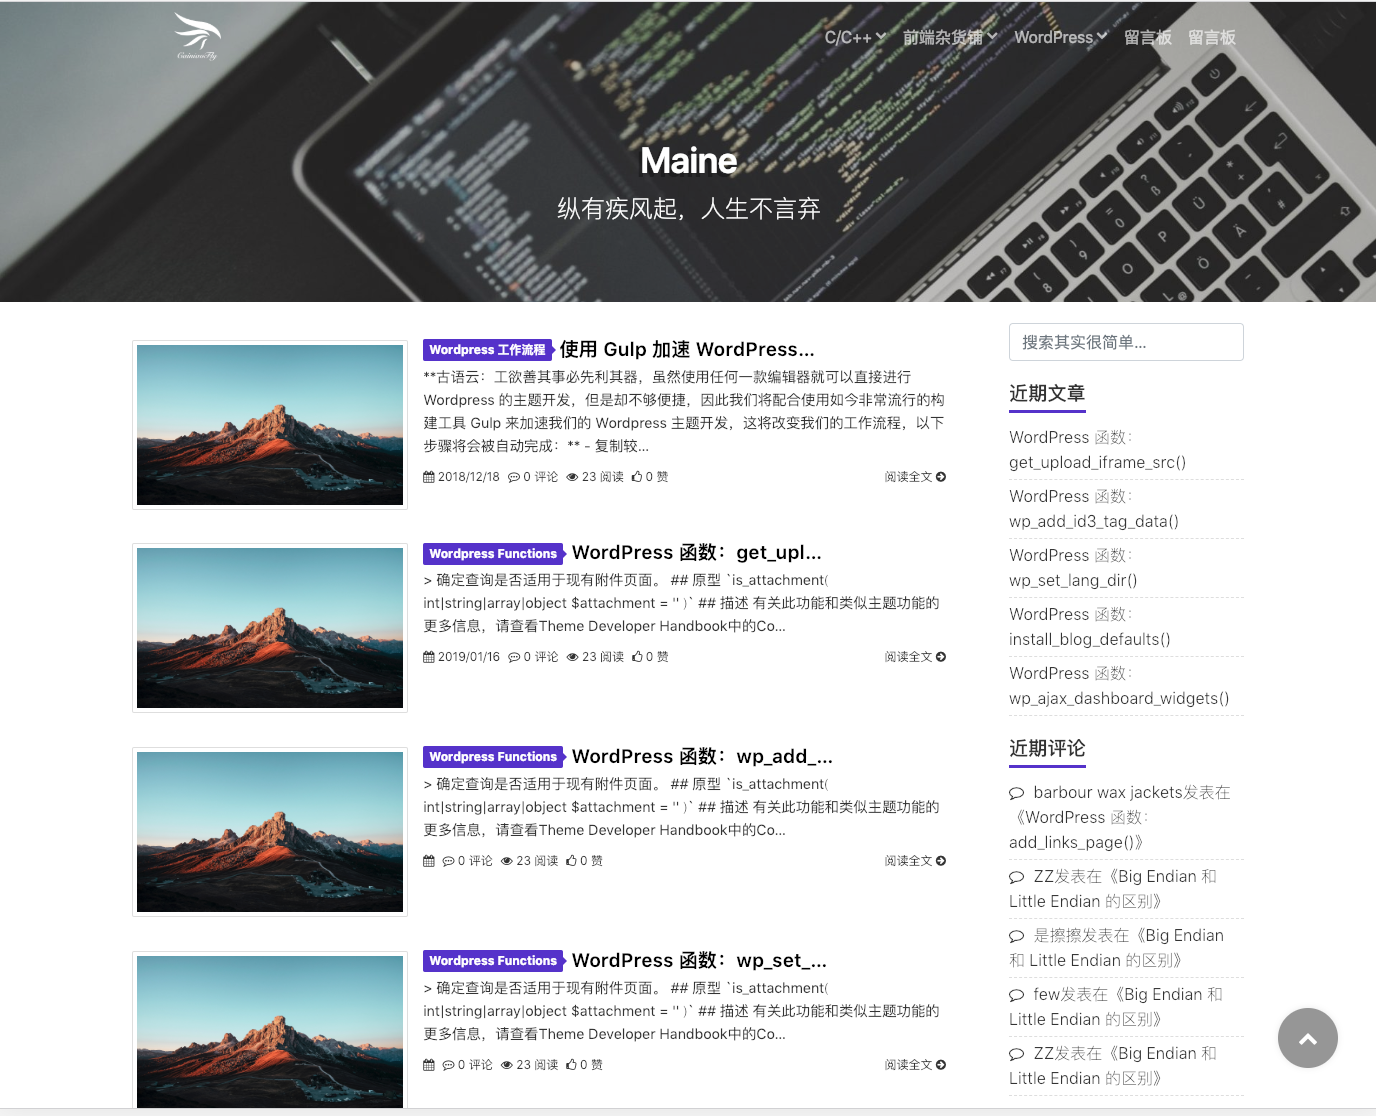 C/C++ 前端杂货铺 WordPress 留言板 留言板
Maine
纵有疾风起，人生不言弃
Wordpress 工作流程 使用 Gulp 加速 WordPress...
**古语云：工欲善其事必先利其器，虽然使用任何一款编辑器就可以直接进行
Wordpress 的主题开发，但是却不够便捷，因此我们将配合使用如今非常流行的构
建工具 Gulp 来加速我们的 Wordpress 主题开发，这将改变我们的工作流程，以下
步骤将会被自动完成：** - 复制较...
2018/12/18 0 评论 23 阅读 0 赞 阅读全文
Wordpress Functions WordPress 函数：get_upl...
> 确定查询是否适用于现有附件页面。 ## 原型 `is_attachment(
int|string|array|object $attachment = '' )` ## 描述 有关此功能和类似主题功能的
更多信息，请查看Theme Developer Handbook中的Co...
2019/01/16 0 评论 23 阅读 0 赞 阅读全文
Wordpress Functions WordPress 函数：wp_add_...
> 确定查询是否适用于现有附件页面。 ## 原型 `is_attachment(
int|string|array|object $attachment = '' )` ## 描述 有关此功能和类似主题功能的
更多信息，请查看Theme Developer Handbook中的Co...
0 评论 23 阅读 0 赞 阅读全文
Wordpress Functions WordPress 函数：wp_set_...
> 确定查询是否适用于现有附件页面。 ## 原型 `is_attachment(
int|string|array|object $attachment = '' )` ## 描述 有关此功能和类似主题功能的
更多信息，请查看Theme Developer Handbook中的Co...
0 评论 23 阅读 0 赞 阅读全文
搜索其实很简单...
近期文章
WordPress 函数：
get_upload_iframe_src()
WordPress 函数：
wp_add_id3_tag_data()
WordPress 函数：
wp_set_lang_dir()
WordPress 函数：
install_blog_defaults()
WordPress 函数：
wp_ajax_dashboard_widgets()
近期评论
barbour wax jackets发表在
《WordPress 函数：
add_links_page()》
ZZ发表在《Big Endian 和
Little Endian 的区别》
是擦擦发表在《Big Endian
和 Little Endian 的区别》
few发表在《Big Endian 和
Little Endian 的区别》
ZZ发表在《Big Endian 和
Little Endian 的区别》